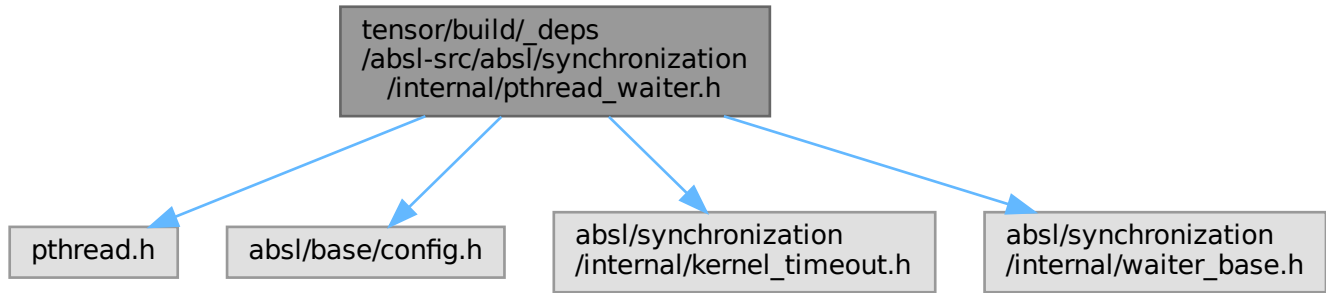 tensor/build/_deps
/absl-src/absl/synchronization
/internal/pthread_waiter.h
pthread.h
absl/base/config.h
absl/synchronization
/internal/kernel_timeout.h
absl/synchronization
/internal/waiter_base.h